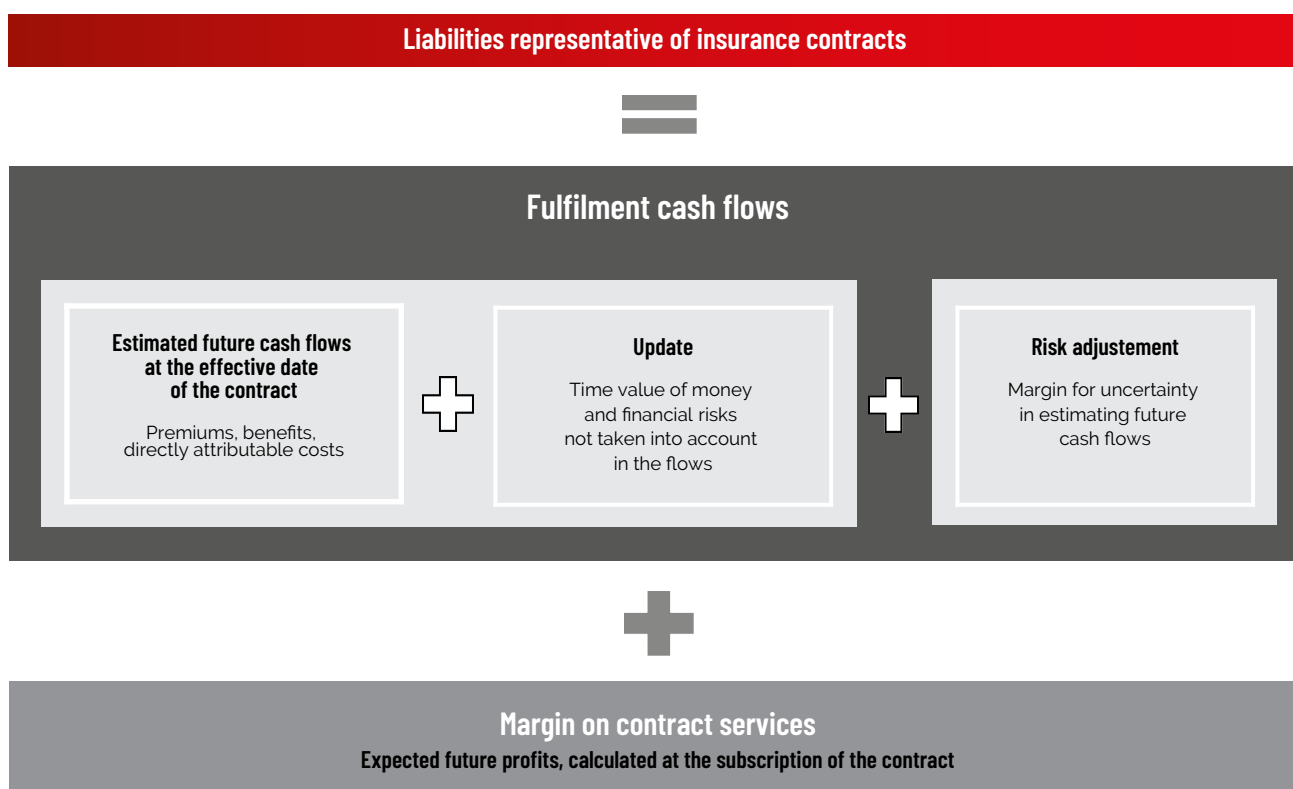 Liabilities representative of insurance contracts
Fulfilment cash flows
Estimated future cash flows
at the effective date
of the contract
Premiums, benefits,
directly attributable costs
Update
Time value of money
and financial risks
not taken into account
in the flows
Risk adjustement
Margin for uncertainty
in estimating future
cash flows
Margin on contract services
Expected future profits, calculated at the subscription of the contract